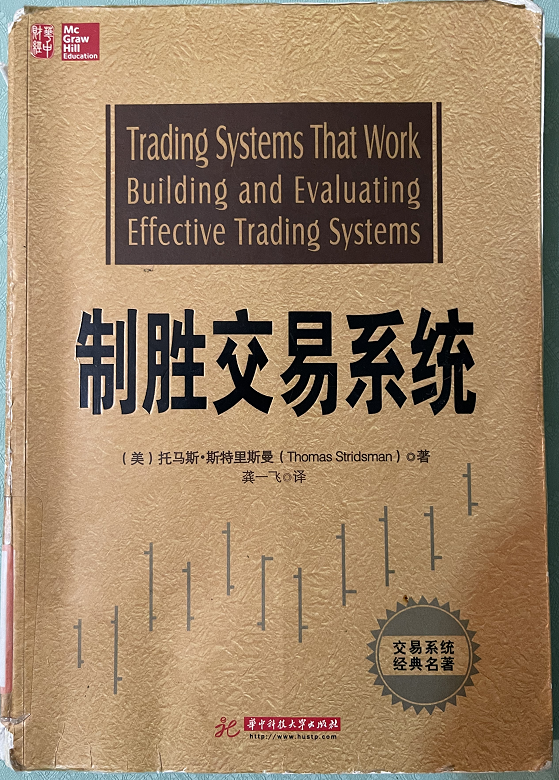 華中
財經
Mc
Graw
Hill
Education
Trading Systems That Work
Building and Evaluating
Effective Trading Systems
制胜交易系统
（美）托马斯·斯特里斯曼（Thomas Stridsman）◎著
龚一飞◎译
交易系统
经典名著
华中科技大学出版社
http://www.hustp.com